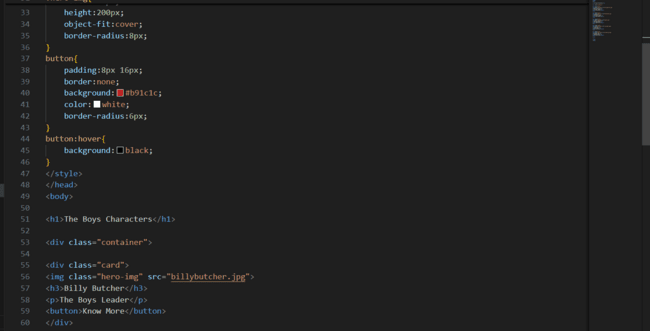 33 height:200px;
34 object-fit:cover;
35 border-radius:8px;
36 }
37 button{
38 padding:8px 16px;
39 border:none;
40 background:#b91c1c;
41 color:white;
42 border-radius:6px;
43 }
44 button:hover{
45 background:black;
46 }
47 </style>
48 </head>
49 <body>
50
51 <h1>The Boys Characters</h1>
52
53 <div class="container">
54
55 <div class="card">
56 <img class="hero-img" src="billybutcher.jpg">
57 <h3>Billy Butcher</h3>
58 <p>The Boys Leader</p>
59 <button>Know More</button>
60 </div>